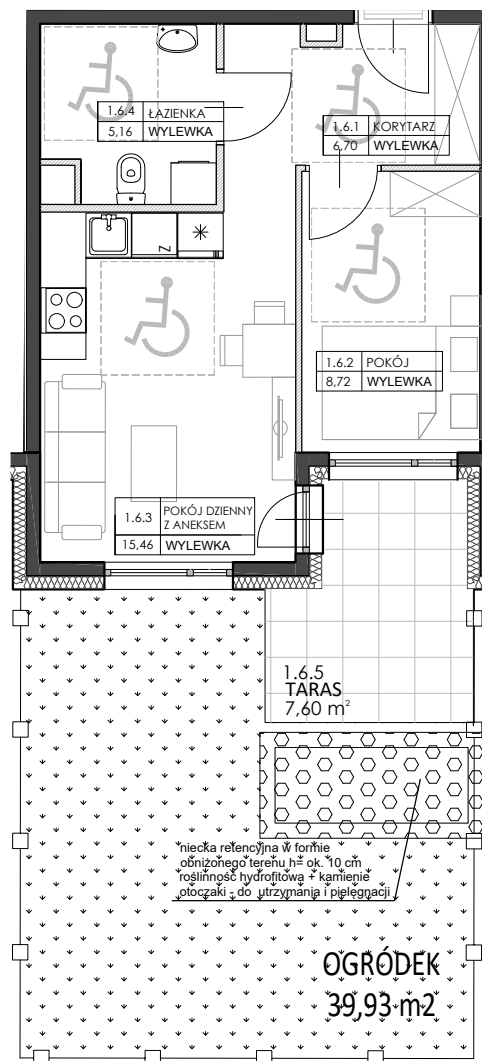 1.6.4 ŁAZIENKA
5,16 WYLEWKA
1.6.1 KORYTARZ
6,70 WYLEWKA
Z
1.6.2 POKÓJ
8,72 WYLEWKA
1.6.3 POKÓJ DZIENNY
Z ANEKSEM
15,46 WYLEWKA
1.6.5
TARAS
7,60 m²
niecka retencyjna w formie
obniżonego terenu h= ok. 10 cm
roślinność hydrofitowa + kamienie
otoczaki - do utrzymania i pielęgnacji
OGRÓDEK
39,93 m2